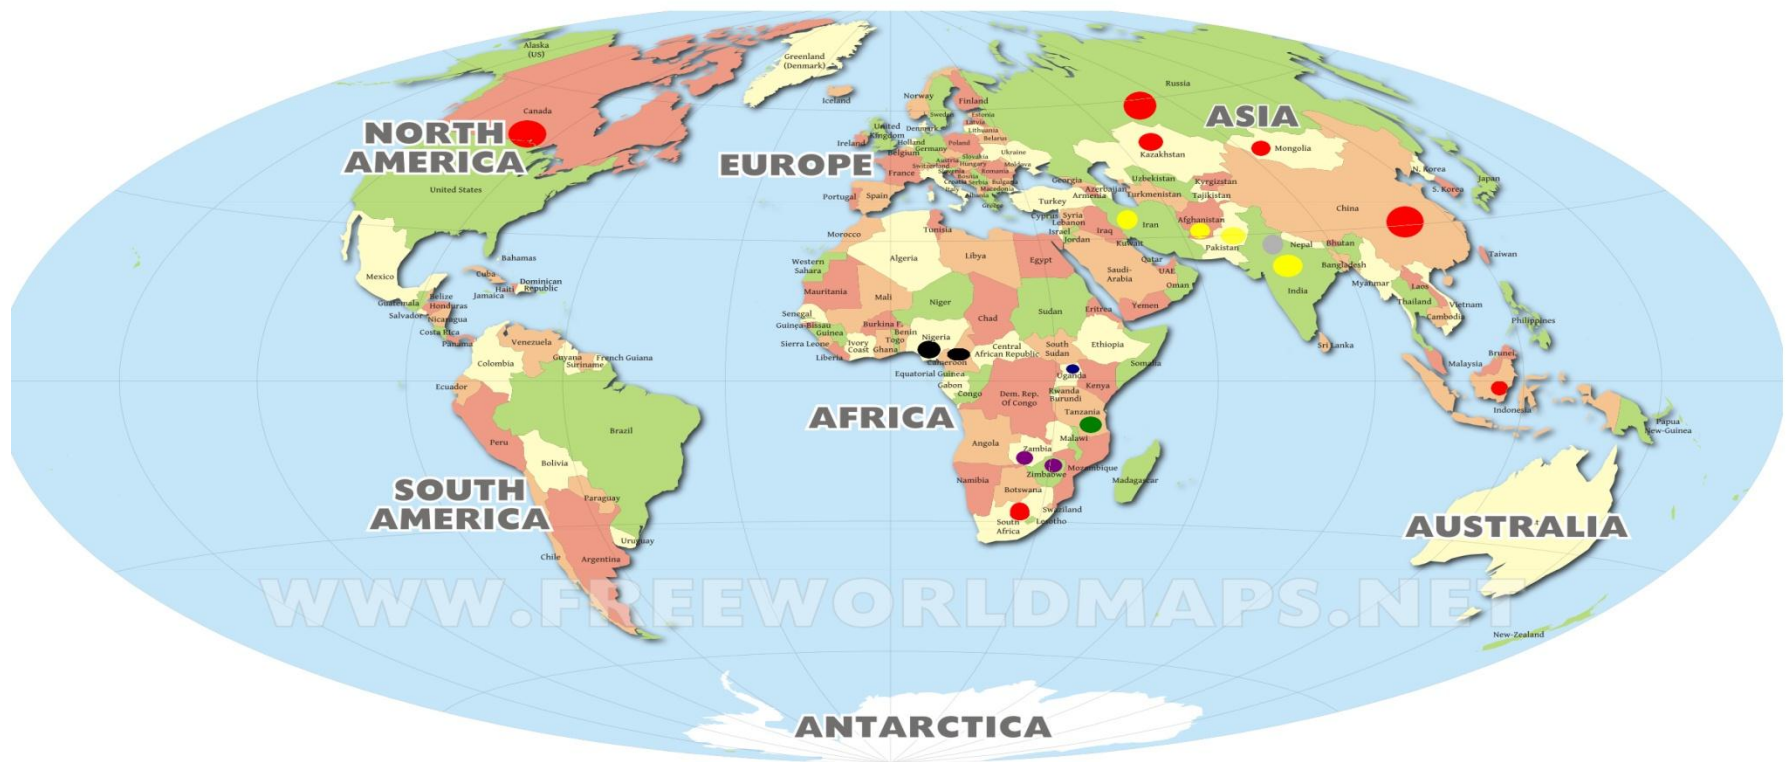 Alaska
(US)
Greenland
(Denmark)
Canada
Iceland
NORTH
AMERICA
United States
Mexico
Bahamas
Cuba
Haiti
Dominican
Republic
Jamaica
Belize
Guatemala
Honduras
Salvador
Nicaragua
Costa Rica
Panama
Venezuela
Guyana
Suriname
French Guiana
Colombia
Ecuador
Peru
Brazil
Bolivia
Paraguay
Uruguay
Chile
Argentina
SOUTH
AMERICA
EUROPE
Norway
Sweden
Finland
Estonia
Latvia
Lithuania
Belarus
United
Kingdom
Ireland
Denmark
Holland
Belgium
Germany
Poland
Ukraine
Slovakia
Austria
Switzerland
Hungary
Moldova
Romania
Slovenia
Croatia
Bosnia
Serbia
Bulgaria
Macedonia
Albania
Italy
Greece
France
Portugal
Spain
ASIA
Russia
Kazakhstan
Mongolia
Uzbekistan
Kyrgizstan
Turkmenistan
Tajikistan
Georgia
Azerbaijan
Armenia
Turkey
Cyprus
Syria
Lebanon
Israel
Jordan
Iraq
Kuwait
Iran
Afghanistan
Pakistan
Qatar
UAE
Saudi-
Arabia
Oman
Yemen
China
N. Korea
S. Korea
Japan
Taiwan
Nepal
Bhutan
Bangladesh
India
Myanmar
Laos
Thailand
Vietnam
Cambodia
Sri Lanka
Philippines
Malaysia
Brunei
Indonesia
Papua
New-Guinea
AFRICA
Morocco
Western
Sahara
Algeria
Tunisia
Libya
Egypt
Mauritania
Mali
Niger
Chad
Sudan
Eritrea
Senegal
Guinea-Bissau
Guinea
Sierra Leone
Liberia
Ivory
Coast
Burkina F.
Ghana
Togo
Benin
Nigeria
Cameroon
Central
African Republic
South
Sudan
Ethiopia
Somalia
Equatorial Guinea
Gabon
Congo
Dem. Rep.
Of Congo
Uganda
Kenya
Rwanda
Burundi
Tanzania
Angola
Zambia
Malawi
Mozambique
Zimbabwe
Namibia
Botswana
Swaziland
Lesotho
South
Africa
Madagascar
AUSTRALIA
New-Zealand
WWW.FREEWORLDMAPS.NET
ANTARCTICA